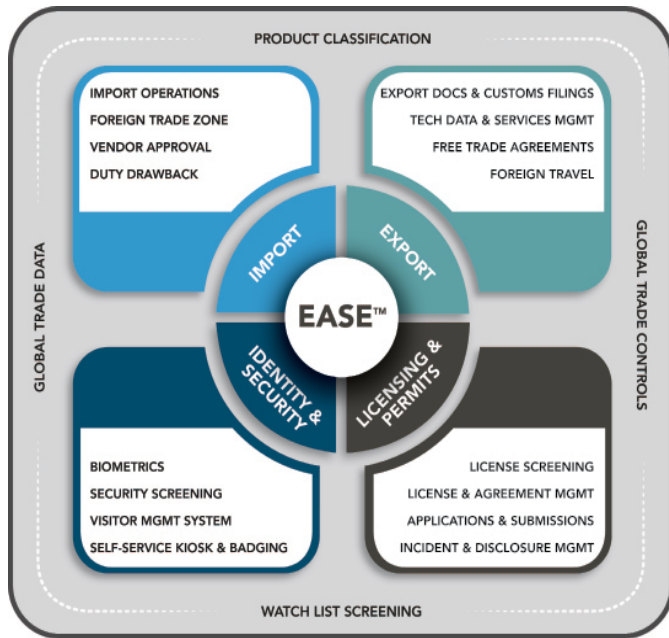 PRODUCT CLASSIFICATION
IMPORT OPERATIONS
FOREIGN TRADE ZONE
VENDOR APPROVAL
DUTY DRAWBACK
EXPORT DOCS & CUSTOMS FILINGS
TECH DATA & SERVICES MGMT
FREE TRADE AGREEMENTS
FOREIGN TRAVEL
IMPORT
EXPORT
GLOBAL TRADE DATA
EASE™
GLOBAL TRADE CONTROLS
IDENTITY &
SECURITY
LICENSING &
PERMITS
BIOMETRICS
SECURITY SCREENING
VISITOR MGMT SYSTEM
SELF-SERVICE KIOSK & BADGING
LICENSE SCREENING
LICENSE & AGREEMENT MGMT
APPLICATIONS & SUBMISSIONS
INCIDENT & DISCLOSURE MGMT
WATCH LIST SCREENING